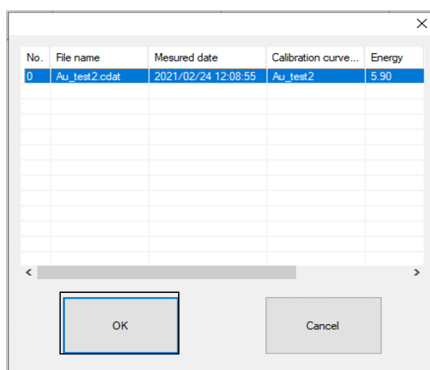 No. File name Mesured date Calibration curve... Energy
0 Au_test2.cdat 2021/02/24 12:08:55 Au_test2 5.90
OK Cancel